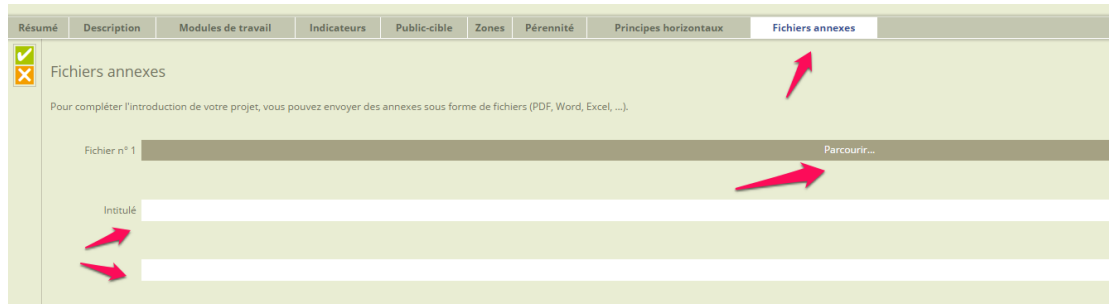 Résumé Description Modules de travail Indicateurs Public-cible Zones Pérennité Principes horizontaux Fichiers annexes
Fichiers annexes
Pour compléter l'introduction de votre projet, vous pouvez envoyer des annexes sous forme de fichiers (PDF, Word, Excel, ...).
Fichier n° 1 Parcourir...
Intitulé